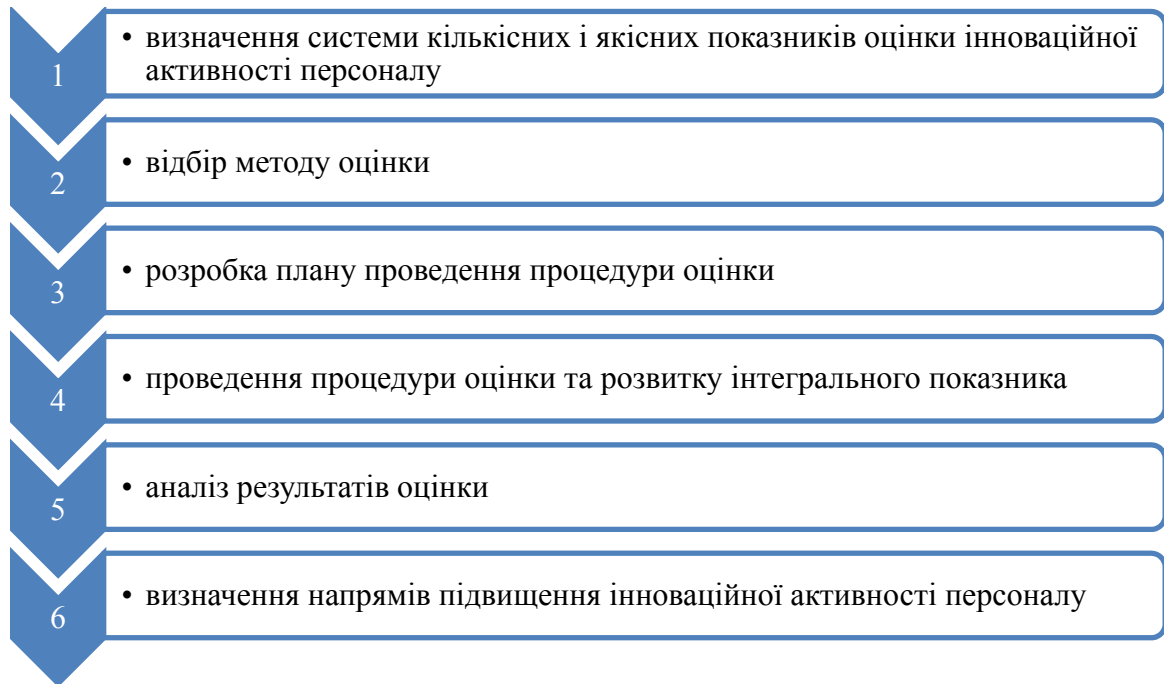 1
• визначення системи кількісних і якісних показників оцінки інноваційної
активності персоналу
2
• відбір методу оцінки
3
• розробка плану проведення процедури оцінки
4
• проведення процедури оцінки та розвитку інтегрального показника
5
• аналіз результатів оцінки
6
• визначення напрямів підвищення інноваційної активності персоналу